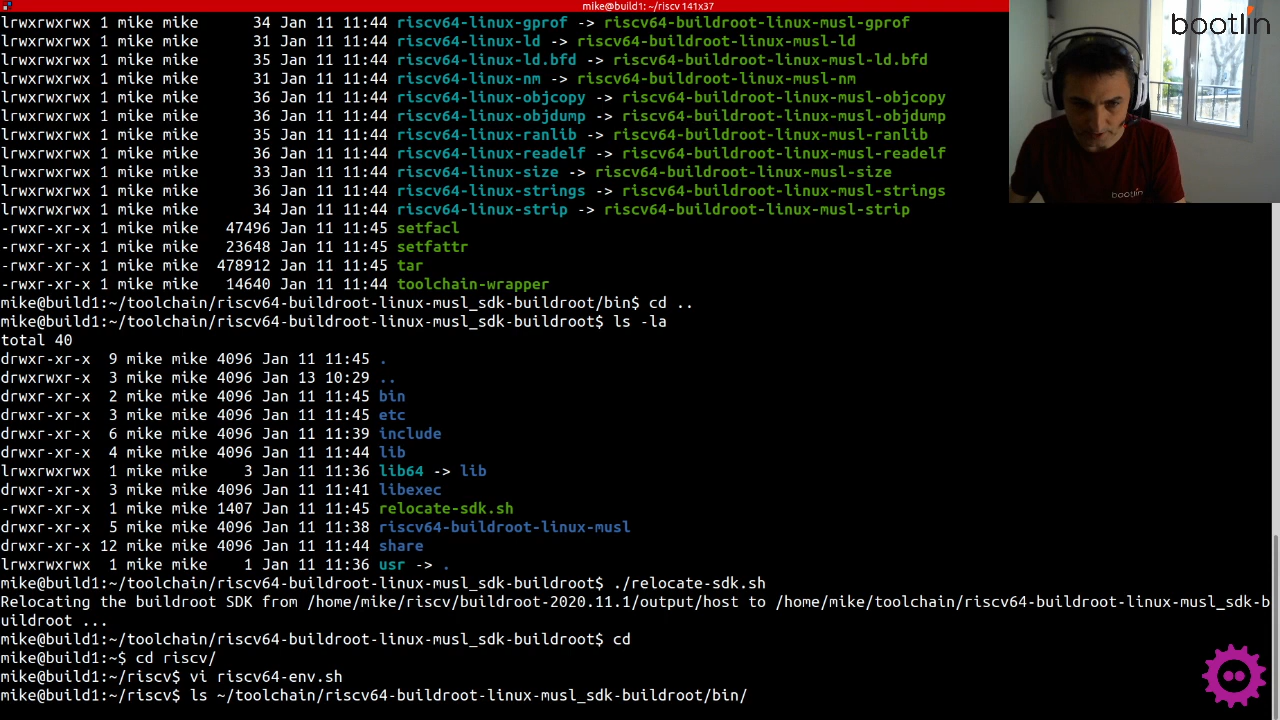 mike@build1: ~/riscv 141x37
bootlin
lrwxrwxrwx 1 mike mike     34 Jan 11 11:44 riscv64-linux-gprof -> riscv64-buildroot-linux-musl-gprof
lrwxrwxrwx 1 mike mike     31 Jan 11 11:44 riscv64-linux-ld -> riscv64-buildroot-linux-musl-ld
lrwxrwxrwx 1 mike mike     35 Jan 11 11:44 riscv64-linux-ld.bfd -> riscv64-buildroot-linux-musl-ld.bfd
lrwxrwxrwx 1 mike mike     31 Jan 11 11:44 riscv64-linux-nm -> riscv64-buildroot-linux-musl-nm
lrwxrwxrwx 1 mike mike     36 Jan 11 11:44 riscv64-linux-objcopy -> riscv64-buildroot-linux-musl-objcopy
lrwxrwxrwx 1 mike mike     36 Jan 11 11:44 riscv64-linux-objdump -> riscv64-buildroot-linux-musl-objdump
lrwxrwxrwx 1 mike mike     35 Jan 11 11:44 riscv64-linux-ranlib -> riscv64-buildroot-linux-musl-ranlib
lrwxrwxrwx 1 mike mike     36 Jan 11 11:44 riscv64-linux-readelf -> riscv64-buildroot-linux-musl-readelf
lrwxrwxrwx 1 mike mike     33 Jan 11 11:44 riscv64-linux-size -> riscv64-buildroot-linux-musl-size
lrwxrwxrwx 1 mike mike     36 Jan 11 11:44 riscv64-linux-strings -> riscv64-buildroot-linux-musl-strings
bootlin
lrwxrwxrwx 1 mike mike     34 Jan 11 11:44 riscv64-linux-strip -> riscv64-buildroot-linux-musl-strip
-rwxr-xr-x 1 mike mike  47496 Jan 11 11:45 setfacl
-rwxr-xr-x 1 mike mike  23648 Jan 11 11:45 setfattr
-rwxr-xr-x 1 mike mike 478912 Jan 11 11:45 tar
-rwxr-xr-x 1 mike mike  14640 Jan 11 11:44 toolchain-wrapper
mike@build1:~/toolchain/riscv64-buildroot-linux-musl_sdk-buildroot/bin$ cd ..
mike@build1:~/toolchain/riscv64-buildroot-linux-musl_sdk-buildroot$ ls -la
total 40
drwxr-xr-x  9 mike mike 4096 Jan 11 11:45 .
drwxrwxr-x  3 mike mike 4096 Jan 13 10:29 ..
drwxr-xr-x  2 mike mike 4096 Jan 11 11:45 bin
drwxr-xr-x  3 mike mike 4096 Jan 11 11:45 etc
drwxr-xr-x  6 mike mike 4096 Jan 11 11:39 include
drwxr-xr-x  4 mike mike 4096 Jan 11 11:44 lib
lrwxrwxrwx  1 mike mike    3 Jan 11 11:36 lib64 -> lib
drwxr-xr-x  3 mike mike 4096 Jan 11 11:41 libexec
-rwxr-xr-x  1 mike mike 1407 Jan 11 11:45 relocate-sdk.sh
drwxr-xr-x  5 mike mike 4096 Jan 11 11:38 riscv64-buildroot-linux-musl
drwxr-xr-x 12 mike mike 4096 Jan 11 11:44 share
lrwxrwxrwx  1 mike mike    1 Jan 11 11:36 usr -> .
mike@build1:~/toolchain/riscv64-buildroot-linux-musl_sdk-buildroot$ ./relocate-sdk.sh
Relocating the buildroot SDK from /home/mike/riscv/buildroot-2020.11.1/output/host to /home/mike/toolchain/riscv64-buildroot-linux-musl_sdk-b
uildroot ...
mike@build1:~/toolchain/riscv64-buildroot-linux-musl_sdk-buildroot$ cd
mike@build1:~$ cd riscv/
mike@build1:~/riscv$ vi riscv64-env.sh
mike@build1:~/riscv$ ls ~/toolchain/riscv64-buildroot-linux-musl_sdk-buildroot/bin/